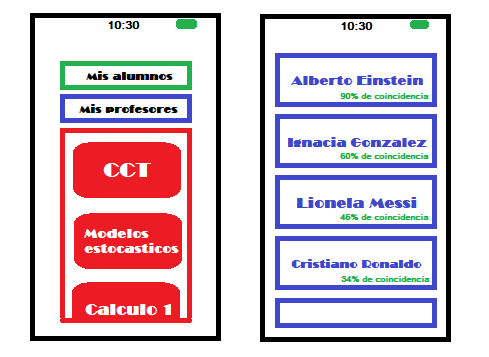 10:30
Mis alumnos
Mis profesores
CCT
Modelos
estocasticos
Calculo 1
10:30
Alberto Einstein
90% de coincidencia
Ignacia Gonzalez
60% de coincidencia
Lionela Messi
45% de coincidencia
Cristiano Ronaldo
34% de coincidencia